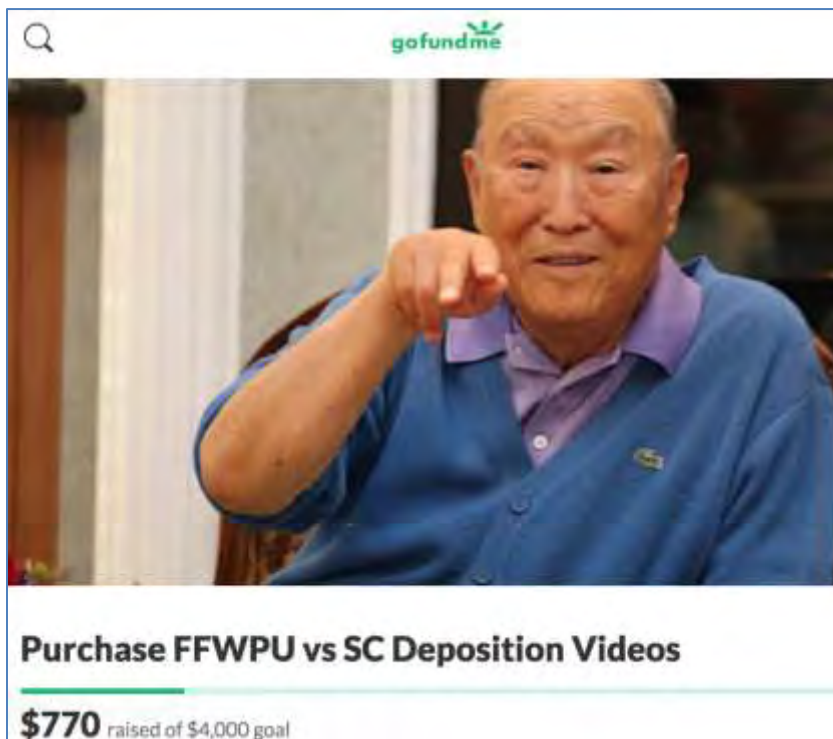 gofundme
Purchase FFWPU vs SC Deposition Videos
$770 raised of $4,000 goal